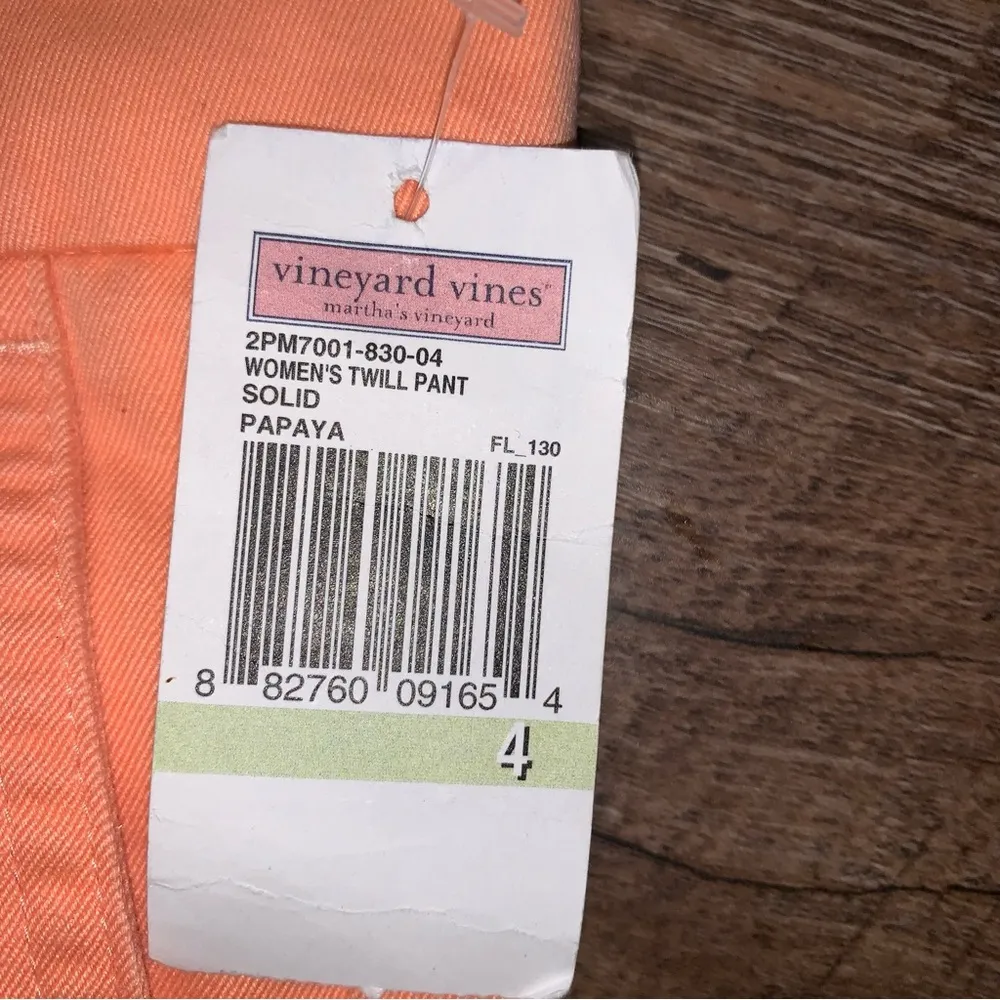 vineyard vines
martha's vineyard
2PM7001-830-04
WOMEN'S TWILL PANT
SOLID
PAPAYA
FL_130
8 82760 09165 4
4